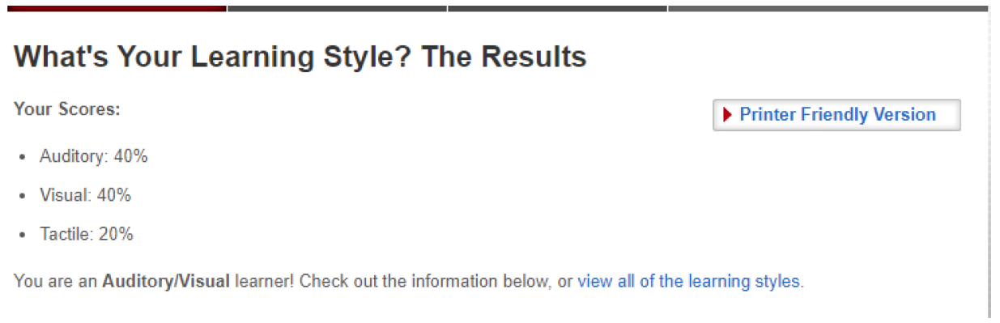 What's Your Learning Style? The Results
Your Scores:
Printer Friendly Version
Auditory: 40%
Visual: 40%
Tactile: 20%
You are an Auditory/Visual learner! Check out the information below, or view all of the learning styles.